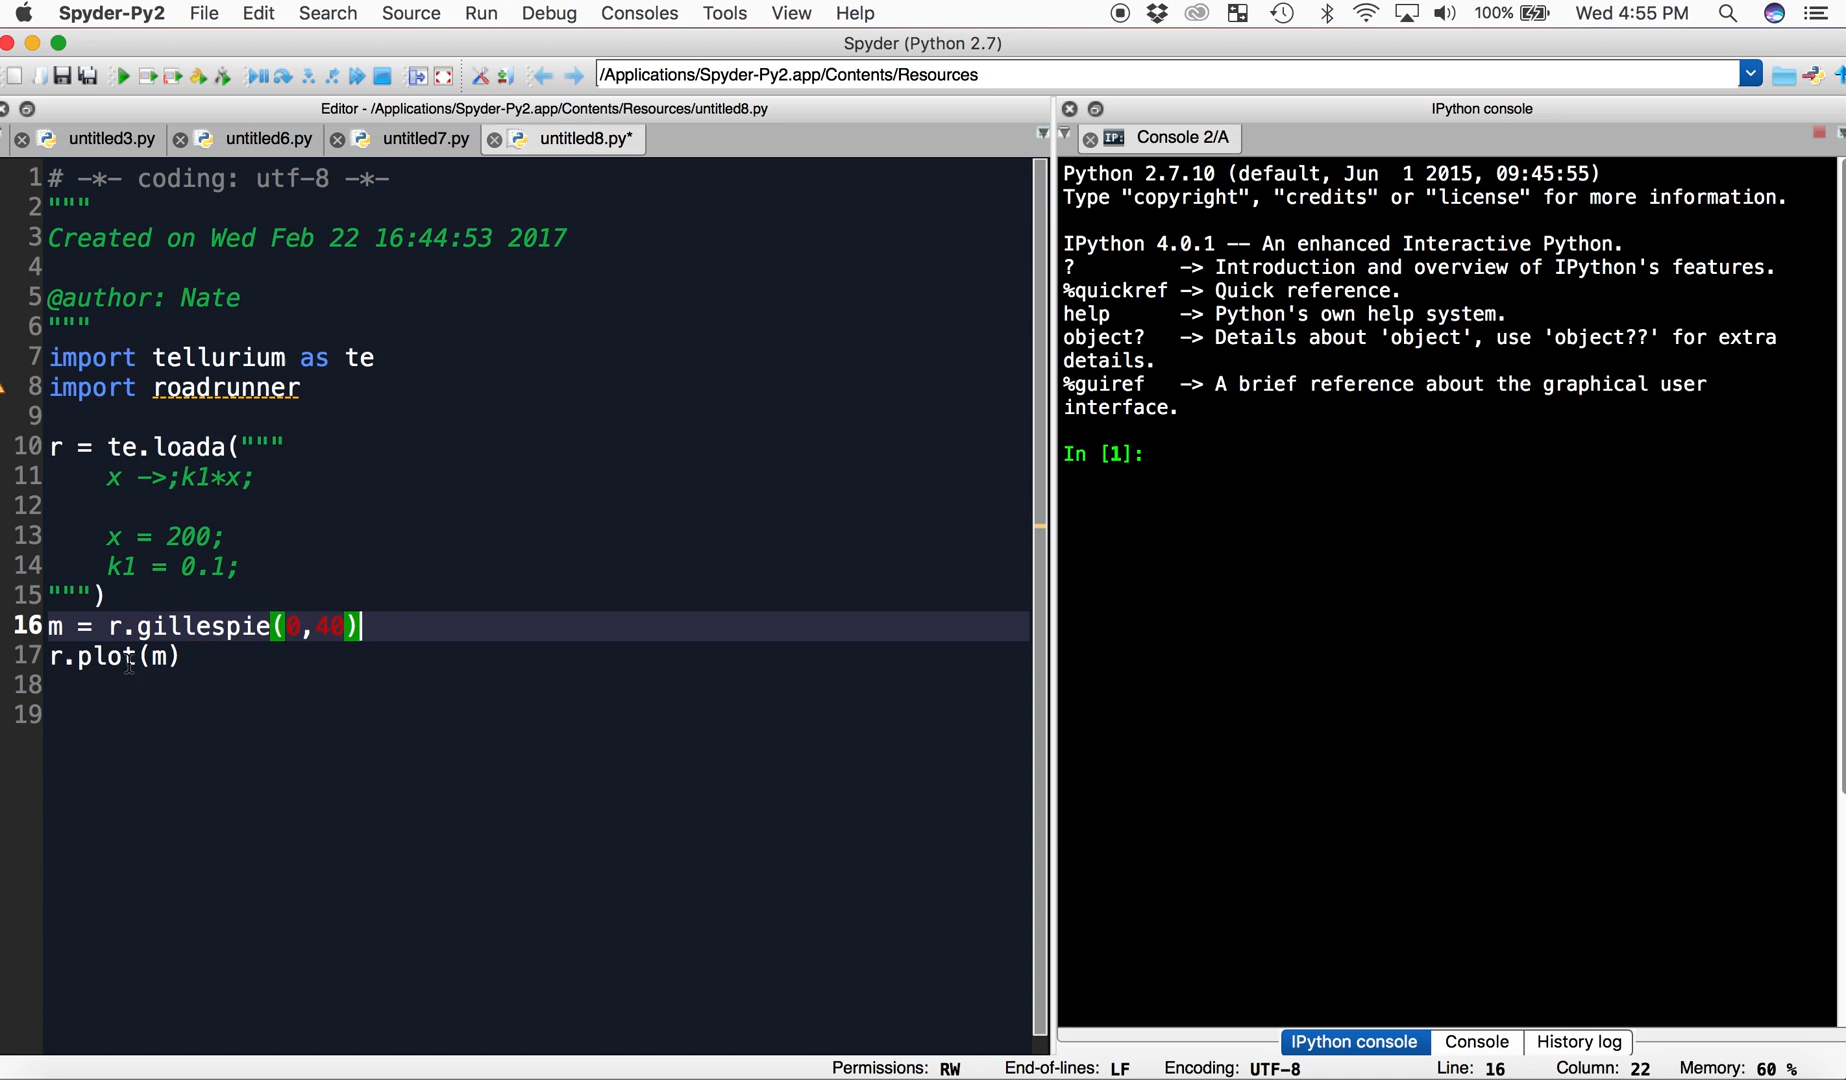 Spyder-Py2 File Edit Search Source Run Debug Consoles Tools View Help 100% Wed 4:55 PM
Spyder (Python 2.7)
/Applications/Spyder-Py2.app/Contents/Resources
Editor - /Applications/Spyder-Py2.app/Contents/Resources/untitled8.py
untitled3.py untitled6.py untitled7.py untitled8.py*
1 # -*- coding: utf-8 -*-
2 """
3 Created on Wed Feb 22 16:44:53 2017
4
5 @author: Nate
6 """
7 import tellurium as te
8 import roadrunner
9
10 r = te.loada("""
11 x ->;k1*x;
12
13 x = 200;
14 k1 = 0.1;
15 """)
16 m = r.gillespie(0,40)
17 r.plot(m)
18
19
IPython console
IP: Console 2/A
Python 2.7.10 (default, Jun 1 2015, 09:45:55)
Type "copyright", "credits" or "license" for more information.
IPython 4.0.1 -- An enhanced Interactive Python.
? -> Introduction and overview of IPython's features.
%quickref -> Quick reference.
help -> Python's own help system.
object? -> Details about 'object', use 'object??' for extra
details.
%guiref -> A brief reference about the graphical user
interface.
In [1]:
IPython console Console History log
Permissions: RW End-of-lines: LF Encoding: UTF-8 Line: 16 Column: 22 Memory: 60 %